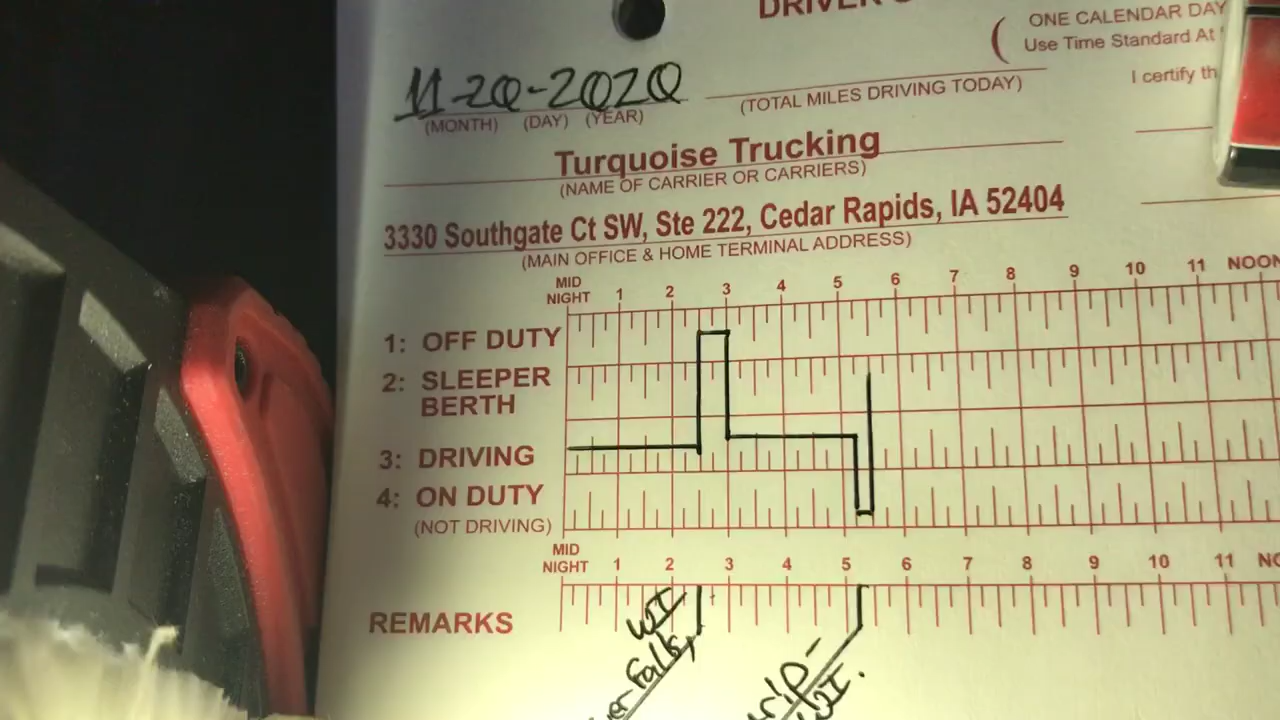 DRIVER'S
ONE CALENDAR DAY
Use Time Standard At
I certify th
11-20-2020
(MONTH) (DAY) (YEAR)
(TOTAL MILES DRIVING TODAY)
Turquoise Trucking
(NAME OF CARRIER OR CARRIERS)
3330 Southgate Ct SW, Ste 222, Cedar Rapids, IA 52404
(MAIN OFFICE & HOME TERMINAL ADDRESS)
MID NIGHT 1 2 3 4 5 6 7 8 9 10 11 NOON
1: OFF DUTY
2: SLEEPER
BERTH
3: DRIVING
4: ON DUTY
(NOT DRIVING)
MID NIGHT 1 2 3 4 5 6 7 8 9 10 11 NO
REMARKS
Falls,
WI
WI.